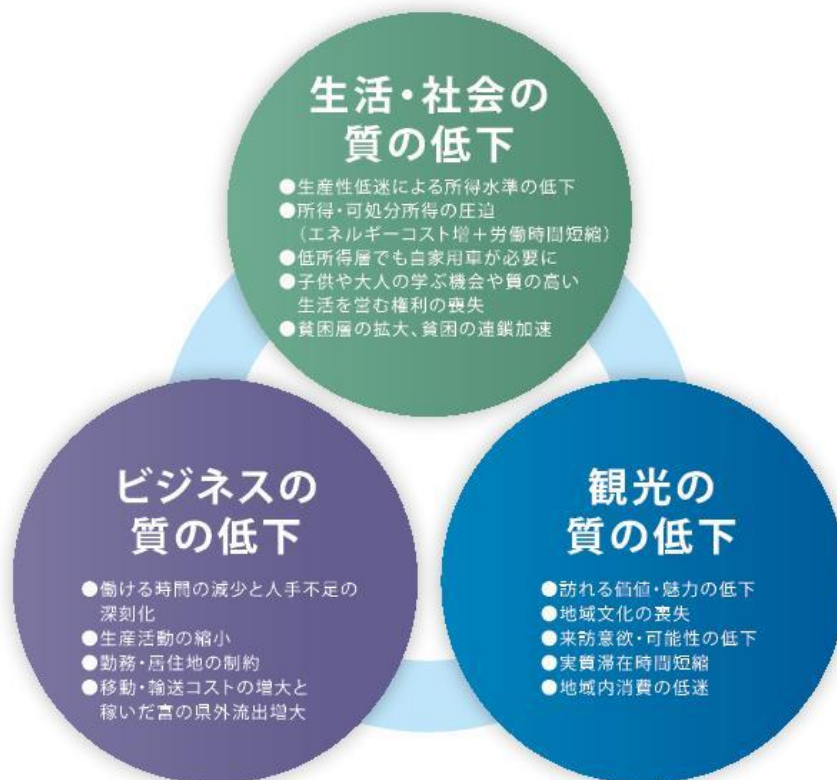 生活・社会の
質の低下
●生産性低迷による所得水準の低下
●所得・可処分所得の圧迫
（エネルギーコスト増＋労働時間短縮）
●低所得層でも自家用車が必要に
●子供や大人の学ぶ機会や質の高い
生活を営む権利の喪失
●貧困層の拡大、貧困の連鎖加速
ビジネスの
質の低下
●働ける時間の減少と人手不足の
深刻化
●生産活動の縮小
●勤務・居住地の制約
●移動・輸送コストの増大と
稼いだ富の県外流出増大
観光の
質の低下
●訪れる価値・魅力の低下
●地域文化の喪失
●来訪意欲・可能性の低下
●実質滞在時間短縮
●地域内消費の低迷